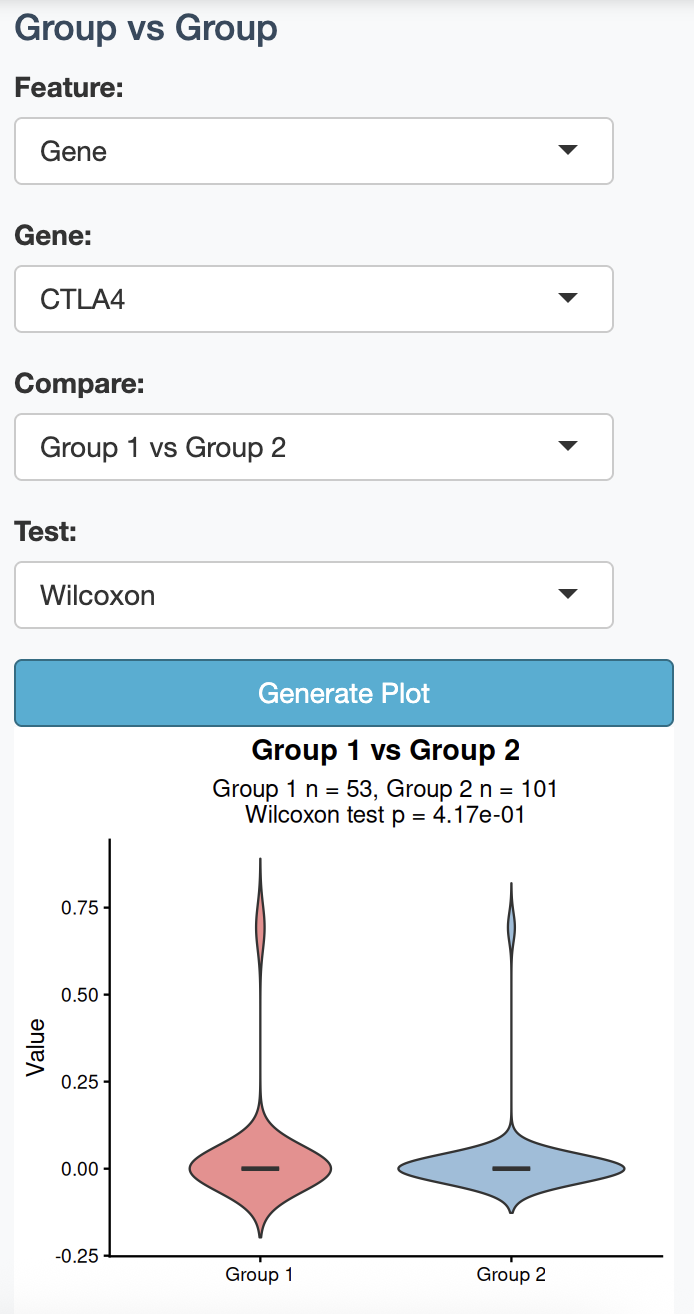 Group vs Group
Feature:
Gene
Gene:
CTLA4
Compare:
Group 1 vs Group 2
Test:
Wilcoxon
Generate Plot
Group 1 vs Group 2
Group 1 n = 53, Group 2 n = 101
Wilcoxon test p = 4.17e-01
Value
0.75
0.50
0.25
0.00
-0.25
Group 1
Group 2